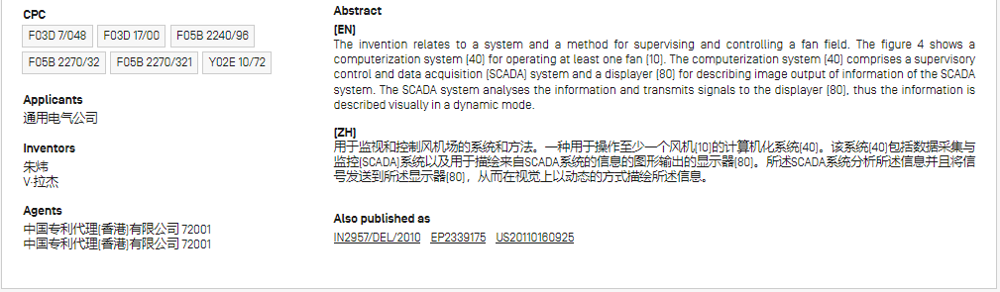 CPC
F03D 7/048 F03D 17/00 F05B 2240/96
F05B 2270/32 F05B 2270/321 Y02E 10/72
Applicants
通用电气公司
Inventors
朱炜
V·拉杰
Agents
中国专利代理(香港)有限公司 72001
中国专利代理(香港)有限公司 72001
Abstract
[EN]
The invention relates to a system and a method for supervising and controlling a fan field. The figure 4 shows a
computerization system (40) for operating at least one fan (10). The computerization system (40) comprises a supervisory
control and data acquisition (SCADA) system and a displayer (80) for describing image output of information of the SCADA
system. The SCADA system analyses the information and transmits signals to the displayer (80), thus the information is
described visually in a dynamic mode.
[ZH]
用于监视和控制风机场的系统和方法。一种用于操作至少一个风机(10)的计算机化系统(40)。该系统(40)包括数据采集与
监控(SCADA)系统以及用于描绘来自SCADA系统的信息的图形输出的显示器(80)。所述SCADA系统分析所述信息并且将信
号发送到所述显示器(80)，从而在视觉上以动态的方式描绘所述信息。
Also published as
IN2957/DEL/2010 EP2339175 US20110160925